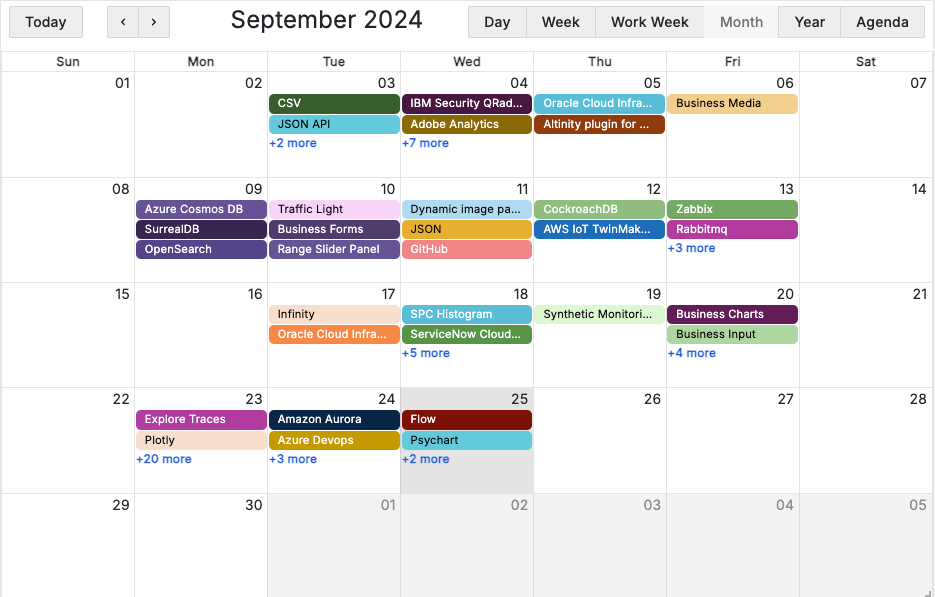 Today ‹ › September 2024 Day Week Work Week Month Year Agenda
Sun Mon Tue Wed Thu Fri Sat
01 02 03 04 05 06 07
CSV IBM Security QRad... Oracle Cloud Infra... Business Media
JSON API Adobe Analytics Altinity plugin for ...
+2 more +7 more
08 09 10 11 12 13 14
Azure Cosmos DB Traffic Light Dynamic image pa... CockroachDB Zabbix
SurrealDB Business Forms JSON AWS IoT TwinMak... Rabbitmq
OpenSearch Range Slider Panel GitHub +3 more
15 16 17 18 19 20 21
Infinity SPC Histogram Synthetic Monitori... Business Charts
Oracle Cloud Infra... ServiceNow Cloud... Business Input
+5 more +4 more
22 23 24 25 26 27 28
Explore Traces Amazon Aurora Flow
Plotly Azure Devops Psychart
+20 more +3 more +2 more
29 30 01 02 03 04 05